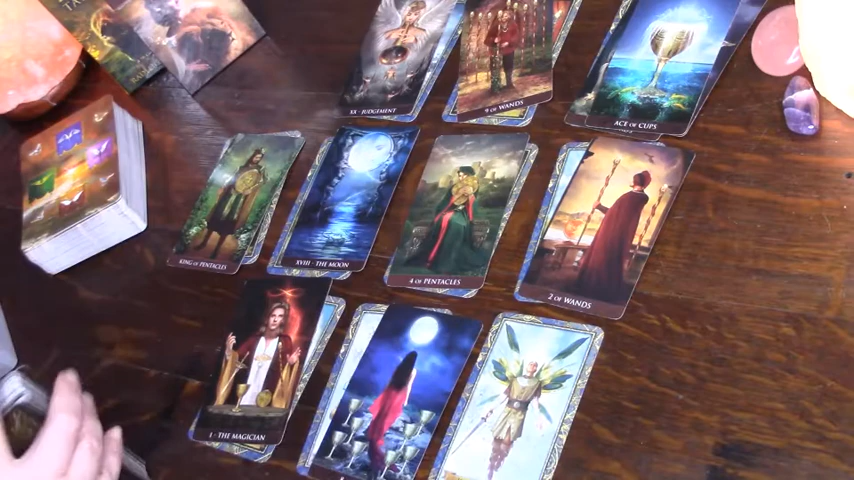 TA
XX · JUDGEMENT
9 OF WANDS
ACE OF CUPS
KING OF PENTACLES
XVIII · THE MOON
4 OF PENTACLES
2 OF WANDS
I · THE MAGICIAN